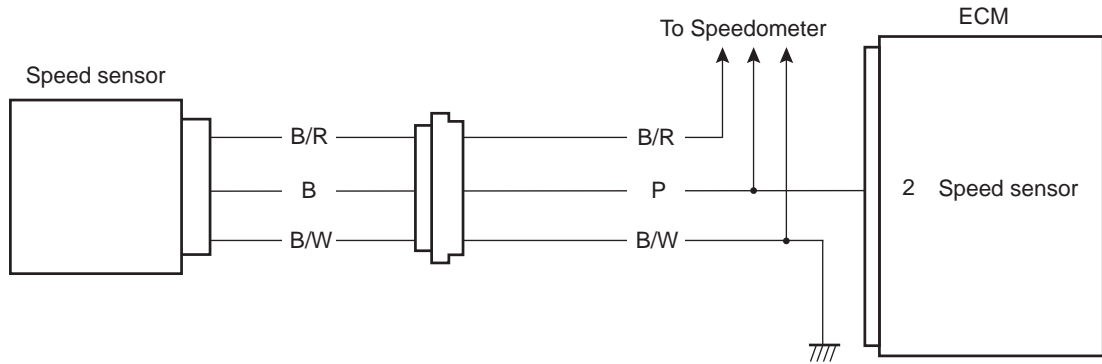 ECM
To Speedometer
Speed sensor
B/R B/R
B P 2 Speed sensor
B/W B/W